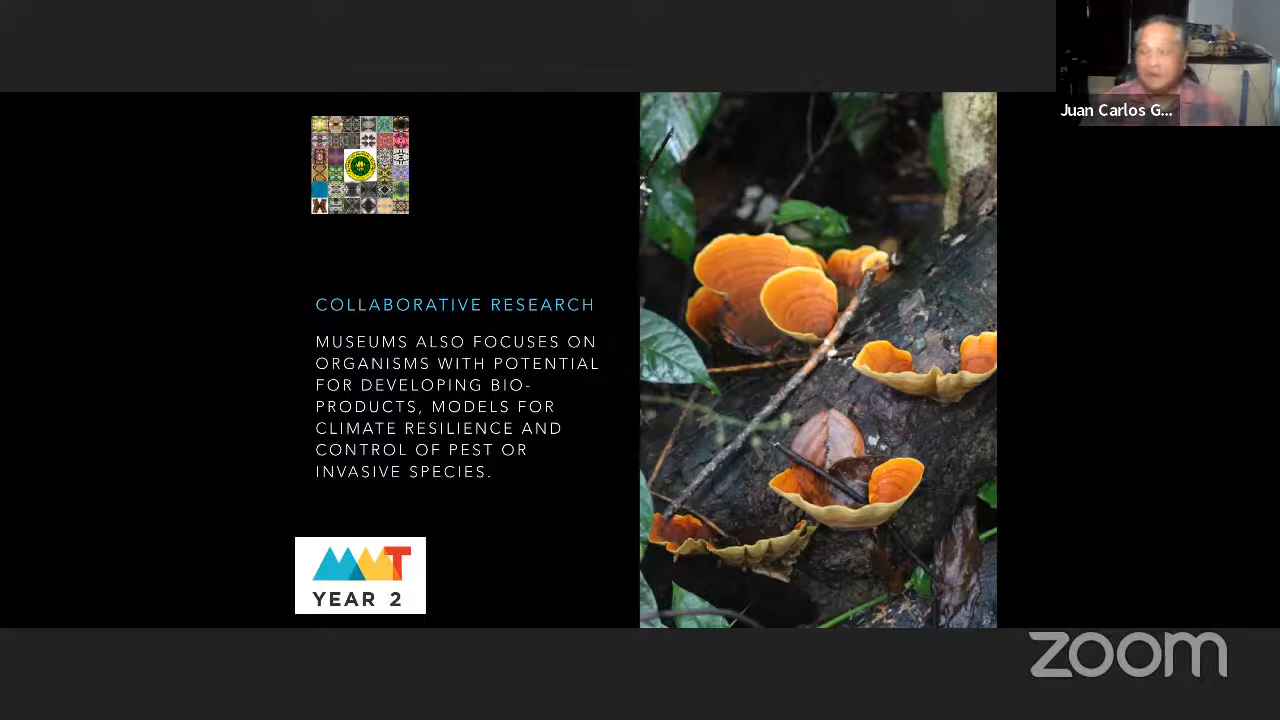 Juan Carlos G...
COLLABORATIVE RESEARCH
MUSEUMS ALSO FOCUSES ON
ORGANISMS WITH POTENTIAL
FOR DEVELOPING BIO-
PRODUCTS, MODELS FOR
CLIMATE RESILIENCE AND
CONTROL OF PEST OR
INVASIVE SPECIES.
MMT
YEAR 2
zoom